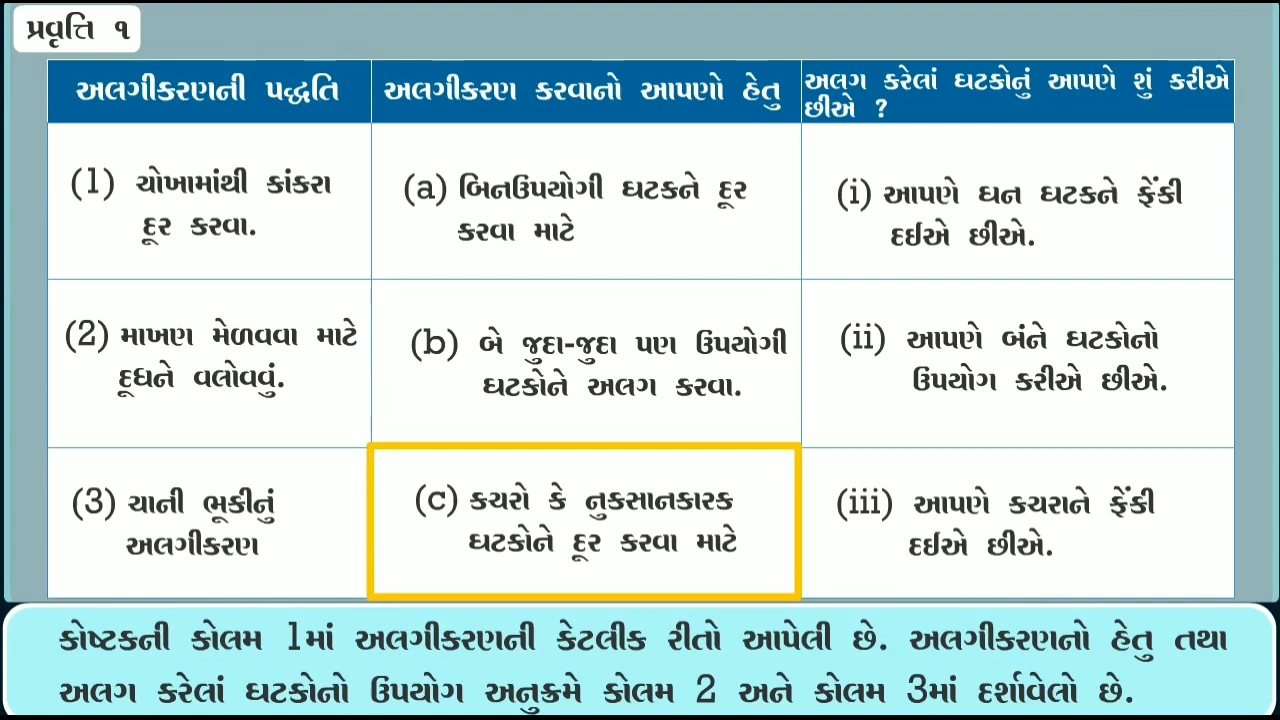 પ્રવૃત્તિ ૧
અલગીકરણની પદ્ધતિ
અલગીકરણ કરવાનો આપણો હેતુ
અલગ કરેલાં ઘટકોનું આપણે શું કરીએ
છીએ ?
(1) ચોખામાંથી કાંકરા
દૂર કરવા.
(a) બિનઉપયોગી ઘટકને દૂર
કરવા માટે
(i) આપણે ઘન ઘટકને ફેંકી
દઈએ છીએ.
(2) માખણ મેળવવા માટે
દૂધને વલોવવું.
(b) બે જુદા-જુદા પણ ઉપયોગી
ઘટકોને અલગ કરવા.
(ii) આપણે બંને ઘટકોનો
ઉપયોગ કરીએ છીએ.
(3) ચાની ભૂકીનું
અલગીકરણ
(c) કચરો કે નુકસાનકારક
ઘટકોને દૂર કરવા માટે
(iii) આપણે કચરાને ફેંકી
દઈએ છીએ.
કોષ્ટકની કોલમ 1માં અલગીકરણની કેટલીક રીતો આપેલી છે. અલગીકરણનો હેતુ તથા
અલગ કરેલાં ઘટકોનો ઉપયોગ અનુક્રમે કોલમ 2 અને કોલમ 3માં દર્શાવેલો છે.